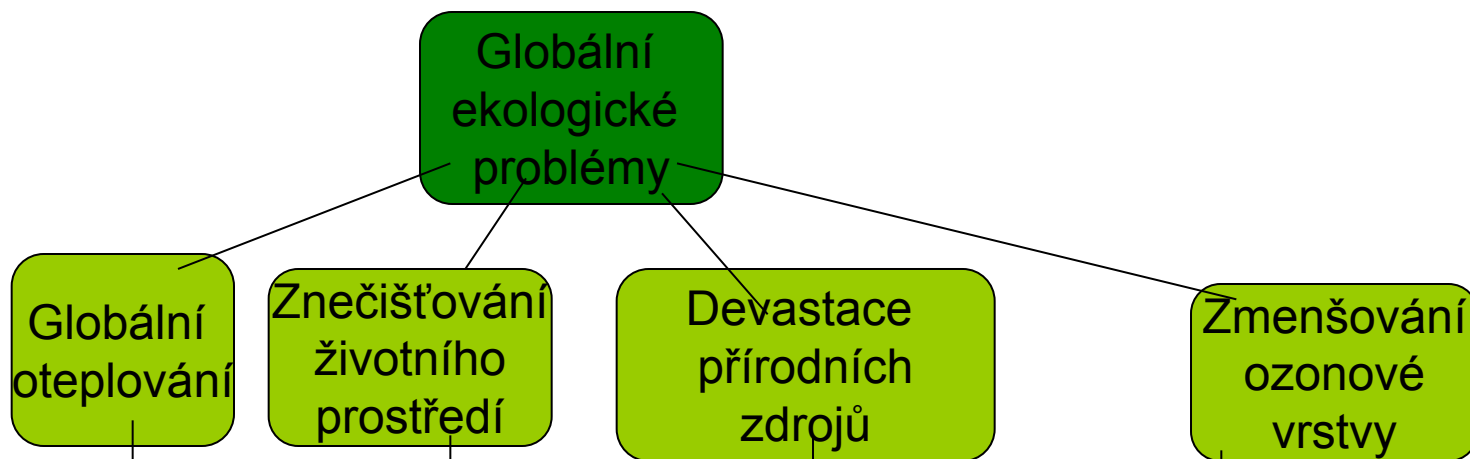 Globální
ekologické
problémy
Globální
oteplování
Znečišťování
životního
prostředí
Devastace
přírodních
zdrojů
Zmenšování
ozonové
vrstvy